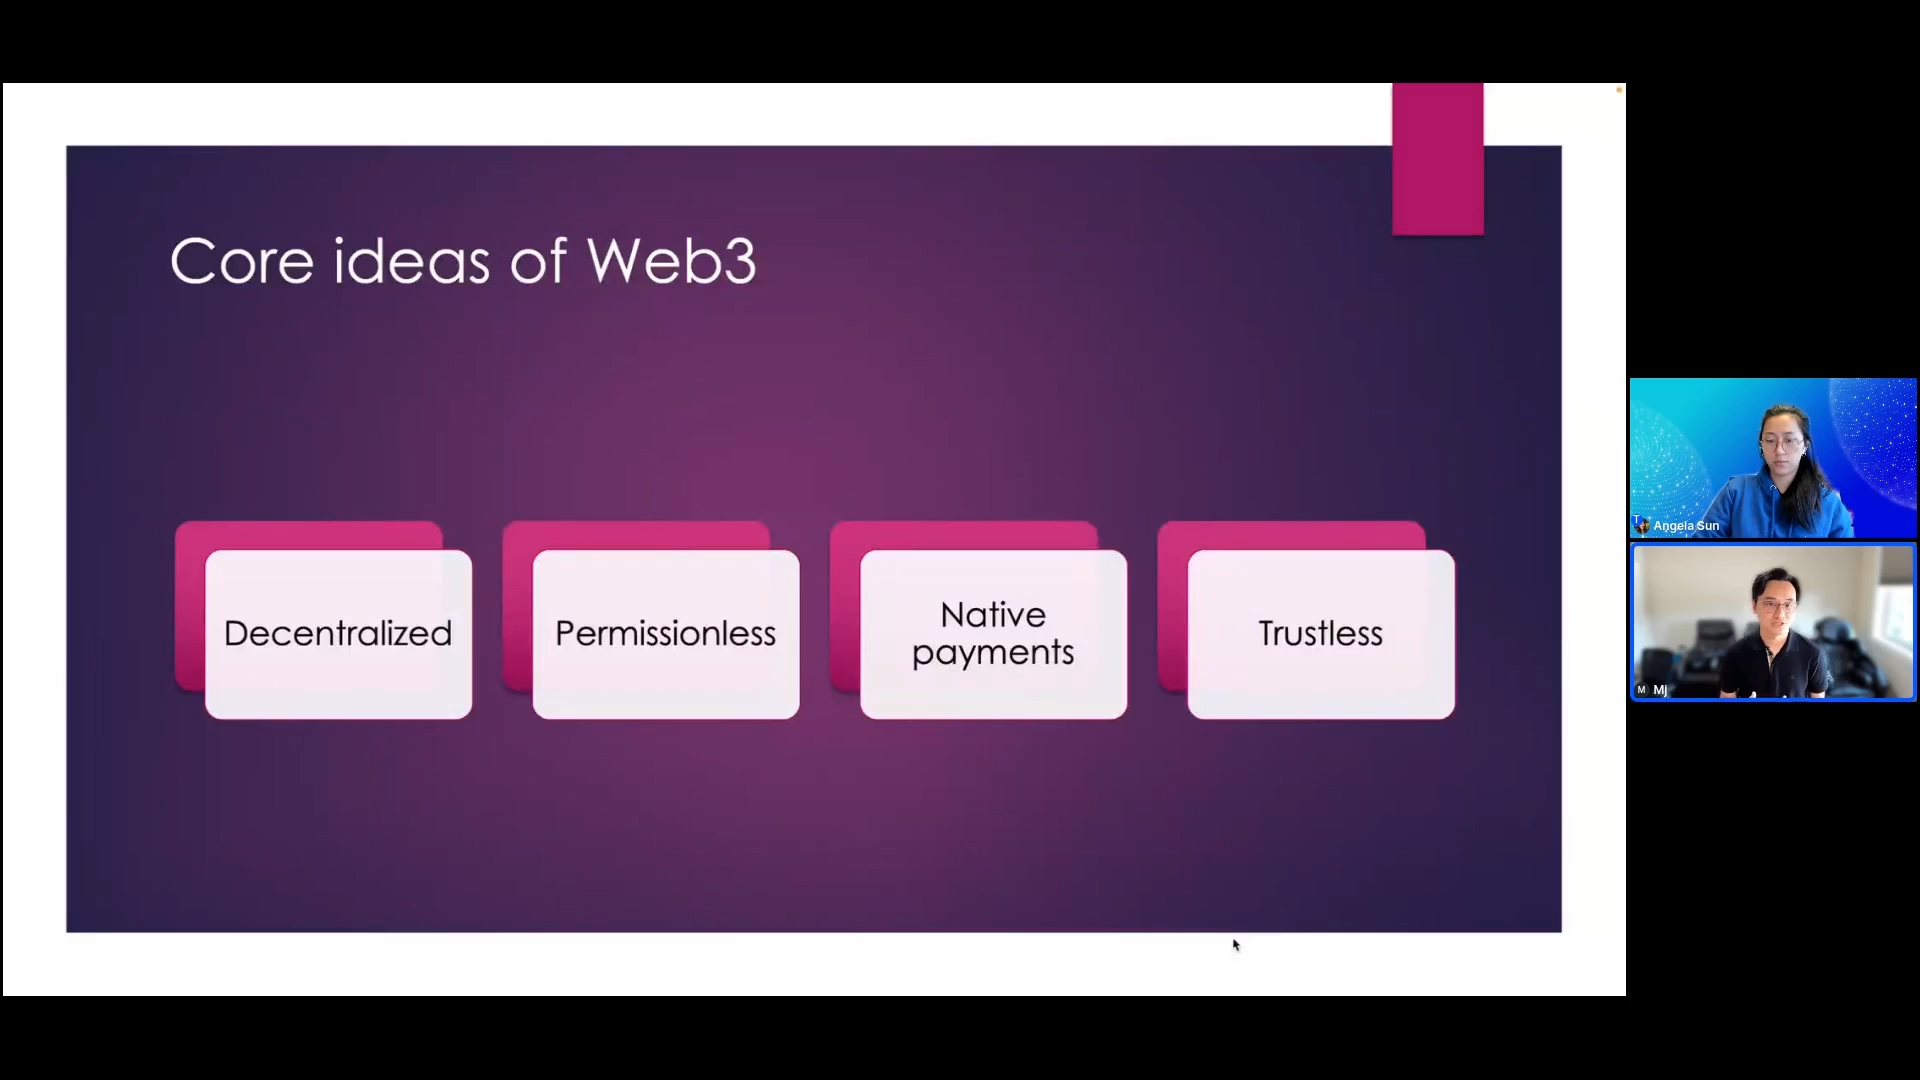 Core ideas of Web3
Decentralized
Permissionless
Native
payments
Trustless
T
Angela Sun
M Mj